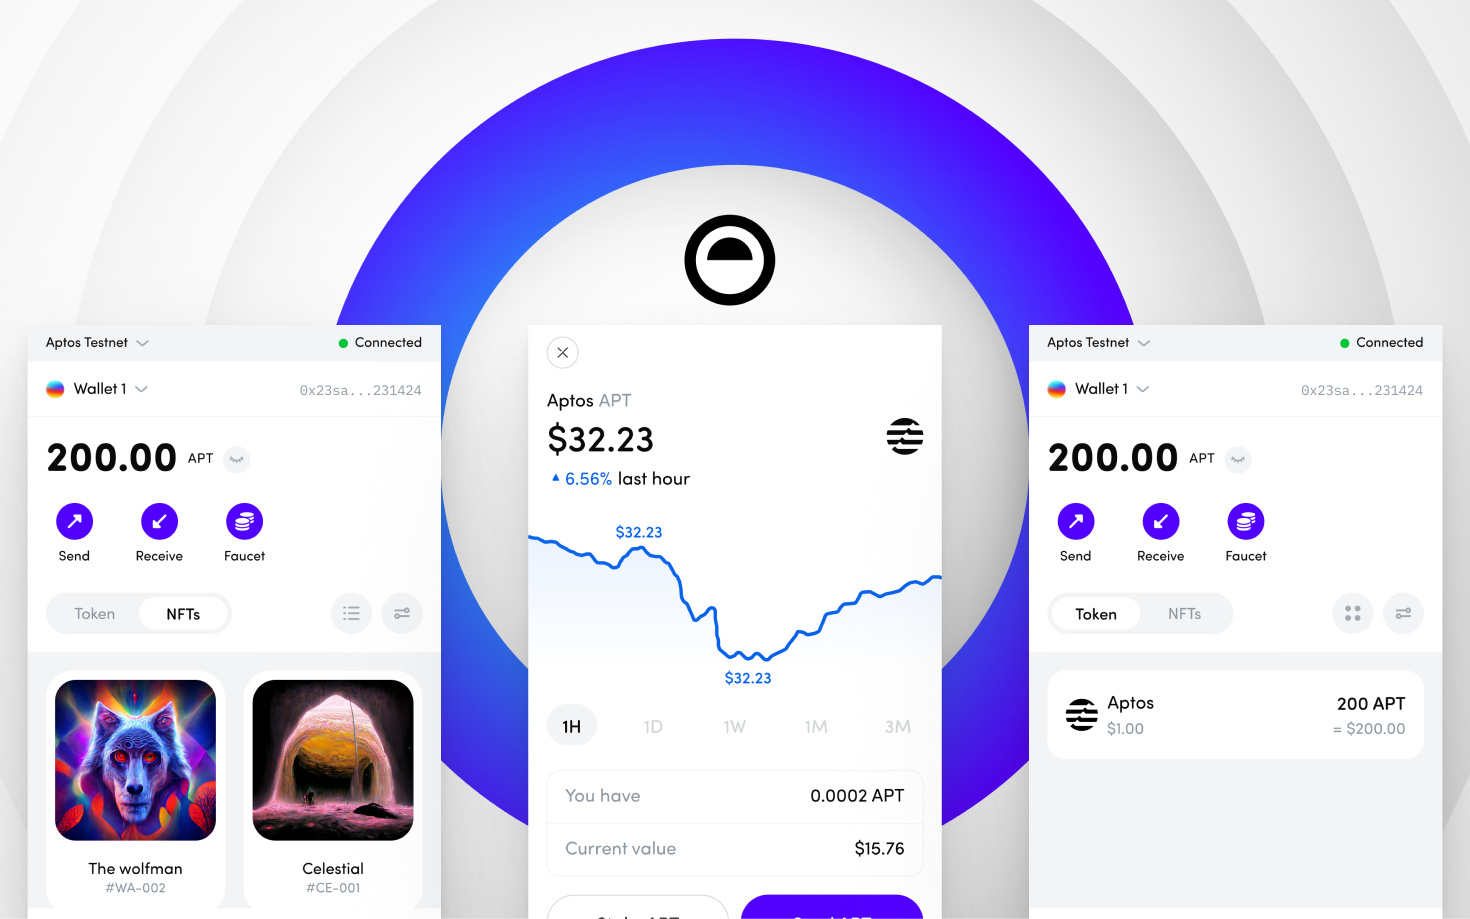 Aptos Testnet
Connected
Wallet 1
0x23sa...231424
200.00 APT
Send
Receive
Faucet
Token
NFTs
The wolfman
#WA-002
Celestial
#CE-001
Aptos APT
$32.23
6.56% last hour
$32.23
$32.23
1H
1D
1W
1M
3M
You have
0.0002 APT
Current value
$15.76
Aptos Testnet
Connected
Wallet 1
0x23sa...231424
200.00 APT
Send
Receive
Faucet
Token
NFTs
Aptos
200 APT
$1.00
= $200.00